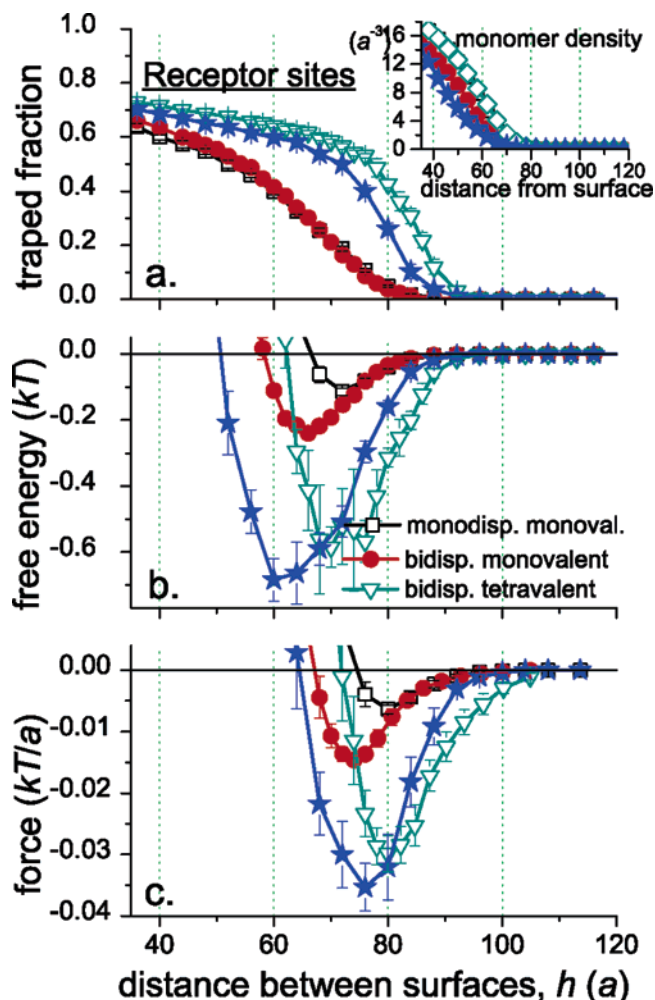 (a⁻³) monomer density
16
12
8
4
0
40 60 80 100 120
distance from surface
Receptor sites
traped fraction
1.0
0.8
0.6
0.4
0.2
0.0
a.
free energy (kT)
0.0
-0.2
-0.4
-0.6
b.
monodisp. monoval.
bidisp. monovalent
bidisp. tetravalent
force (kT/a)
0.00
-0.01
-0.02
-0.03
-0.04
c.
40 60 80 100 120
distance between surfaces, h (a)